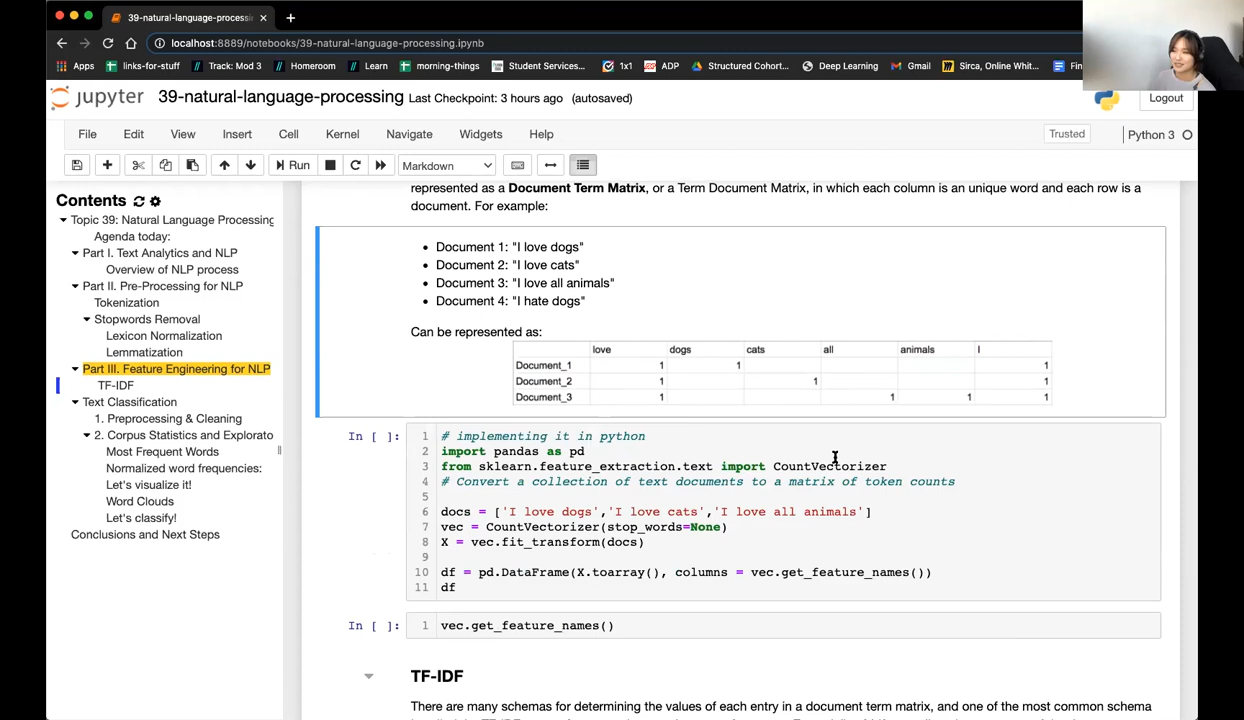 39-natural-language-processi
localhost:8889/notebooks/39-natural-language-processing.ipynb
Apps links-for-stuff Track: Mod 3 Homeroom Learn morning-things Student Services... 1x1 ADP Structured Cohort... Deep Learning Gmail Sirca, Online Whit... Fin
jupyter 39-natural-language-processing Last Checkpoint: 3 hours ago (autosaved) Logout
File Edit View Insert Cell Kernel Navigate Widgets Help Trusted Python 3
Run Markdown
Contents
Topic 39: Natural Language Processing
Agenda today:
Part I. Text Analytics and NLP
Overview of NLP process
Part II. Pre-Processing for NLP
Tokenization
Stopwords Removal
Lexicon Normalization
Lemmatization
Part III. Feature Engineering for NLP
TF-IDF
Text Classification
1. Preprocessing & Cleaning
2. Corpus Statistics and Explorato
Most Frequent Words
Normalized word frequencies:
Let's visualize it!
Word Clouds
Let's classify!
Conclusions and Next Steps
represented as a Document Term Matrix, or a Term Document Matrix, in which each column is an unique word and each row is a
document. For example:
• Document 1: "I love dogs"
• Document 2: "I love cats"
• Document 3: "I love all animals"
• Document 4: "I hate dogs"
Can be represented as:
love dogs cats all animals I
Document_1 1 1 1
Document_2 1 1 1
Document_3 1 1 1 1
In [ ]: 1 # implementing it in python
2 import pandas as pd
3 from sklearn.feature_extraction.text import CountVectorizer
4 # Convert a collection of text documents to a matrix of token counts
5
6 docs = ['I love dogs','I love cats','I love all animals']
7 vec = CountVectorizer(stop_words=None)
8 X = vec.fit_transform(docs)
9
10 df = pd.DataFrame(X.toarray(), columns = vec.get_feature_names())
11 df
In [ ]: 1 vec.get_feature_names()
TF-IDF
There are many schemas for determining the values of each entry in a document term matrix, and one of the most common schema